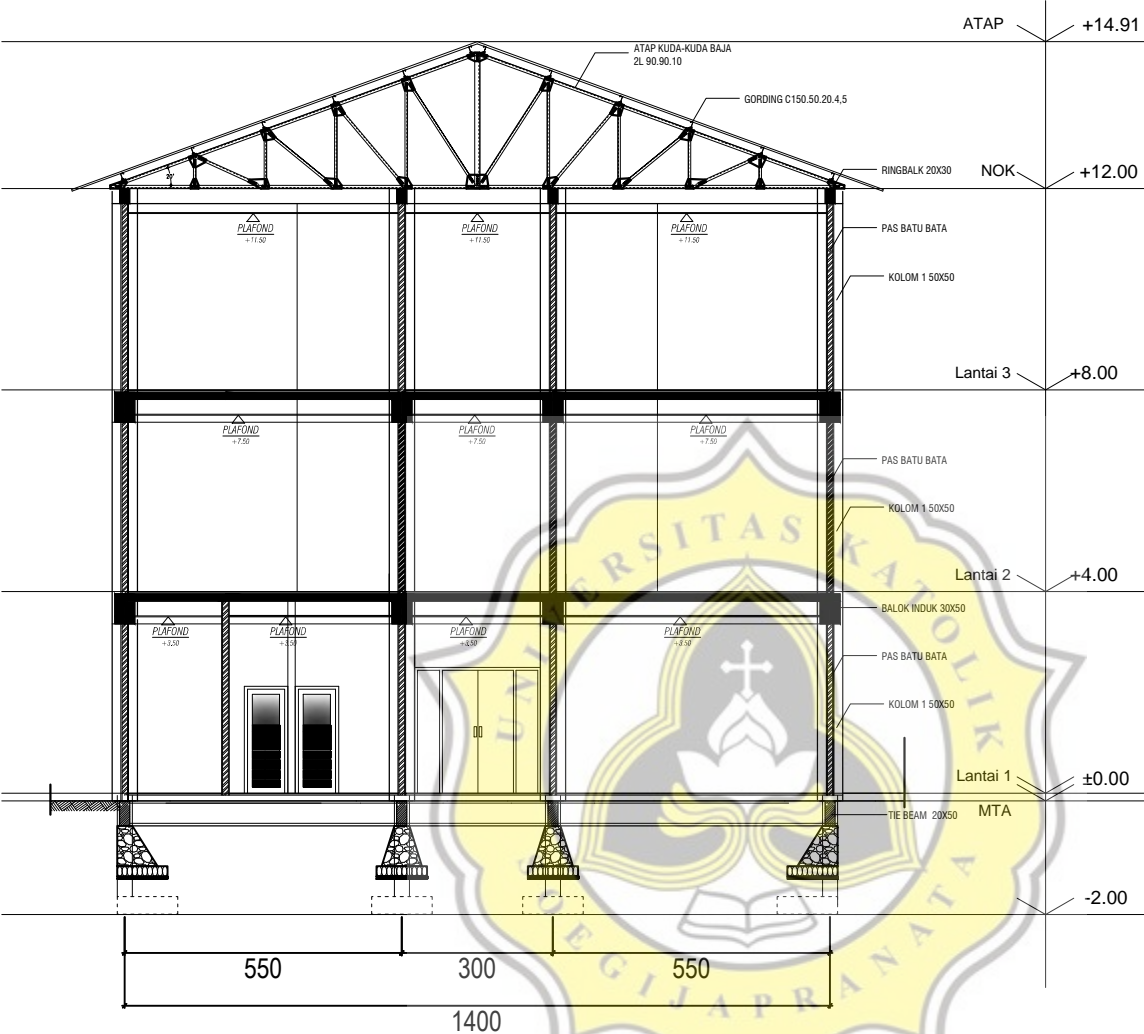 ATAP +14.91
ATAP KUDA-KUDA BAJA
2L 90.90.10
GORDING C150.50.20.4,5
20°
RINGBALK 20X30
NOK +12.00
PLAFOND
+11.50
PLAFOND
+11.50
PLAFOND
+11.50
PAS BATU BATA
KOLOM 1 50X50
Lantai 3 +8.00
PLAFOND
+7.50
PLAFOND
+7.50
PLAFOND
+7.50
PAS BATU BATA
KOLOM 1 50X50
Lantai 2 +4.00
BALOK INDUK 30X50
PLAFOND
+3.50
PLAFOND
+3.50
PLAFOND
+3.50
PLAFOND
+3.50
PAS BATU BATA
KOLOM 1 50X50
Lantai 1 ±0.00
TIE BEAM 20X50
MTA
-2.00
550 300 550
1400
UNIVERSITAS KATOLIK
SOEGIJAPRANATA